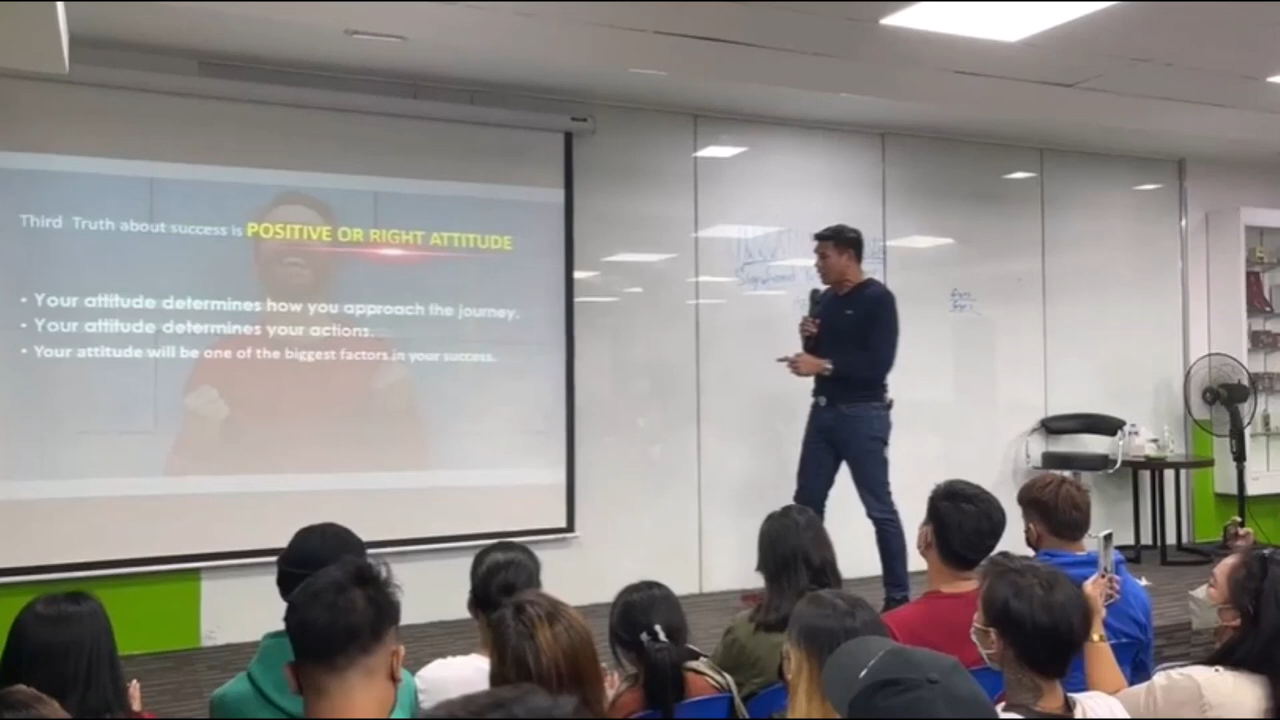 Third Truth about success is POSITIVE OR RIGHT ATTITUDE
• Your attitude determines how you approach the journey.
• Your attitude determines your actions.
• Your attitude will be one of the biggest factors in your success.